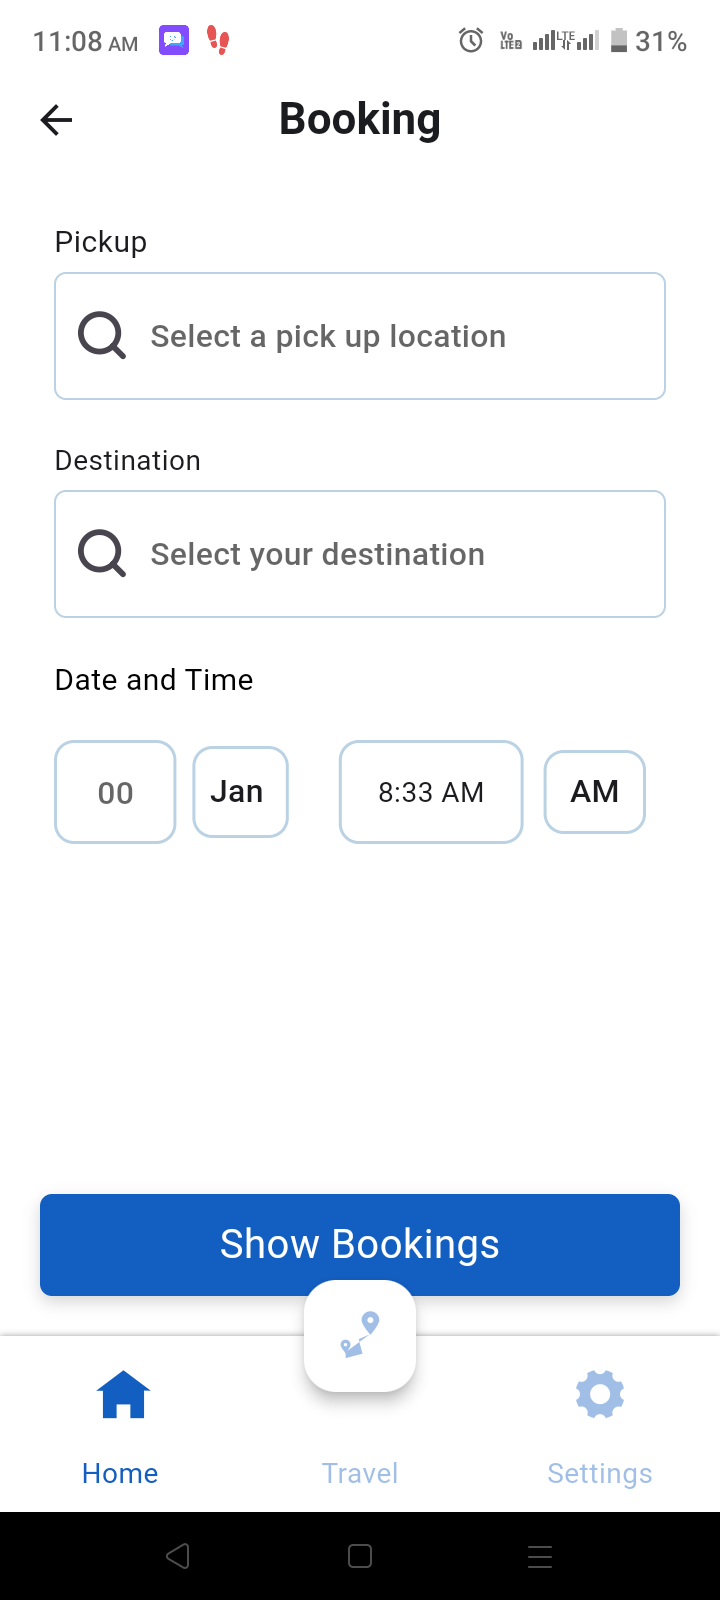 11:08 AM Vo LTE2 LTE 31%
Booking
Pickup
Select a pick up location
Destination
Select your destination
Date and Time
00 Jan 8:33 AM AM
Show Bookings
Home Travel Settings